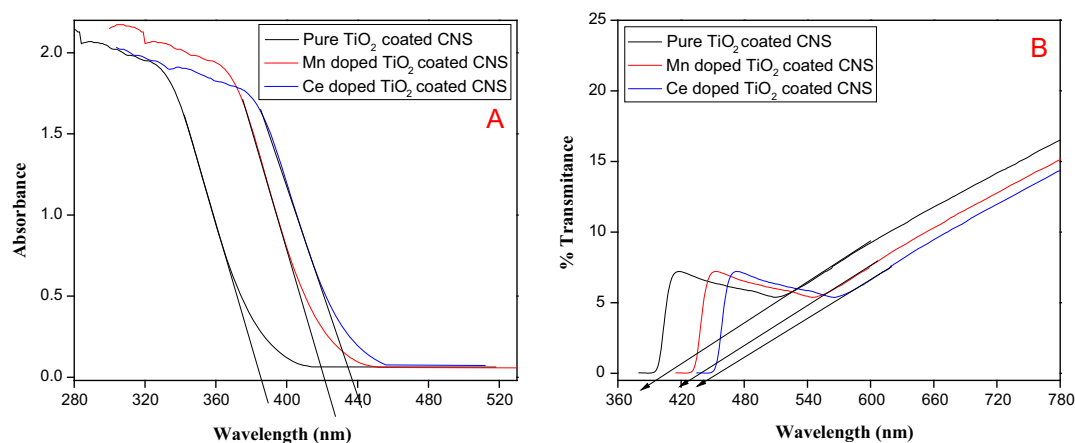 2.0
1.5
1.0
0.5
0.0
Absorbance
Pure TiO2 coated CNS
Mn doped TiO2 coated CNS
Ce doped TiO2 coated CNS
A
280 320 360 400 440 480 520
Wavelength (nm)
25
20
15
10
5
0
% Transmitance
Pure TiO2 coated CNS
Mn doped TiO2 coated CNS
Ce doped TiO2 coated CNS
B
360 420 480 540 600 660 720 780
Wavelength (nm)